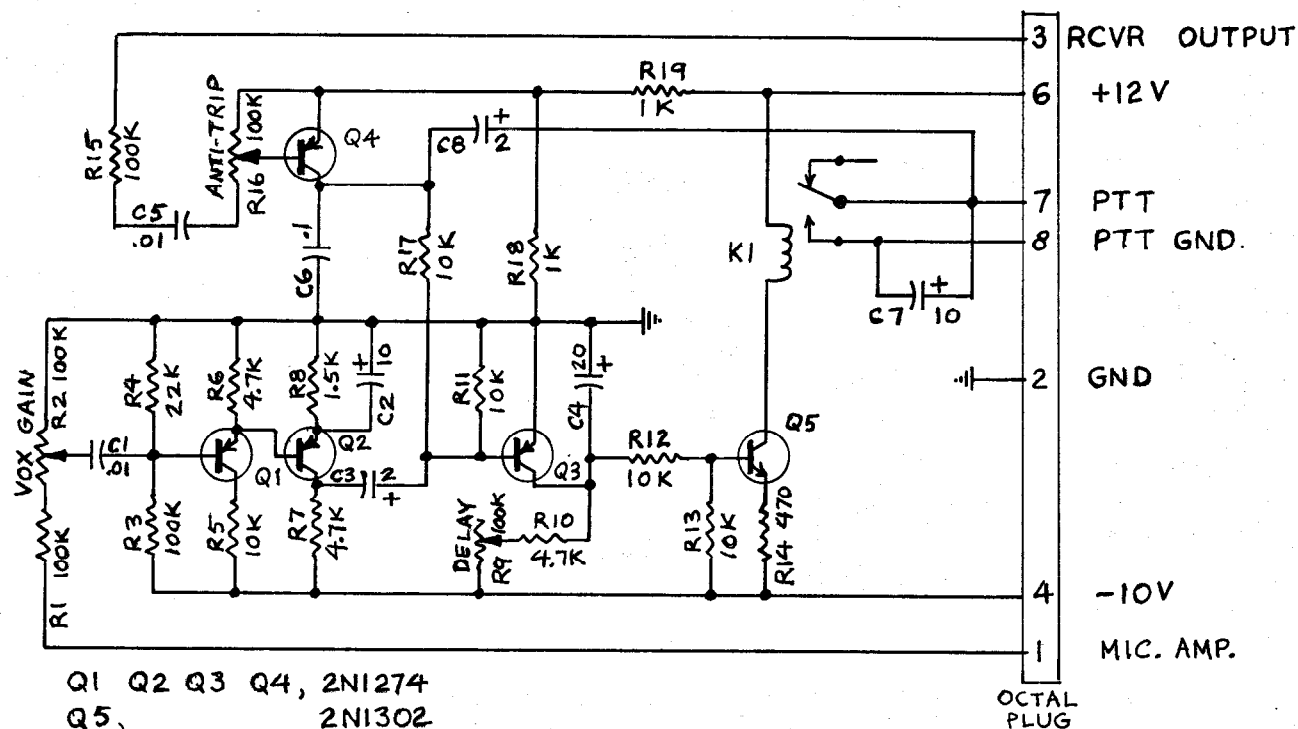 3 RCVR OUTPUT
R19
1K
6 +12V
R15
100K
ANTI-TRIP
100K
R16
Q4
C8
+
2
C5
.01
7 PTT
8 PTT GND.
.1
C6
R17
10K
R18
1K
K1
C7
+
10
R2 100K
VOX GAIN
R4
22K
R6
4.7K
R8
1.5K
+
10
C2
R11
10K
20
+
C4
2 GND
C1
.01
Q1
Q2
C3
2
+
Q3
R12
10K
Q5
R1
100K
R3
100K
R5
10K
R7
4.7K
DELAY
100K
R9
R10
4.7K
R13
10K
R14 470
4 -10V
1 MIC. AMP.
Q1 Q2 Q3 Q4, 2N1274
Q5, 2N1302
OCTAL
PLUG